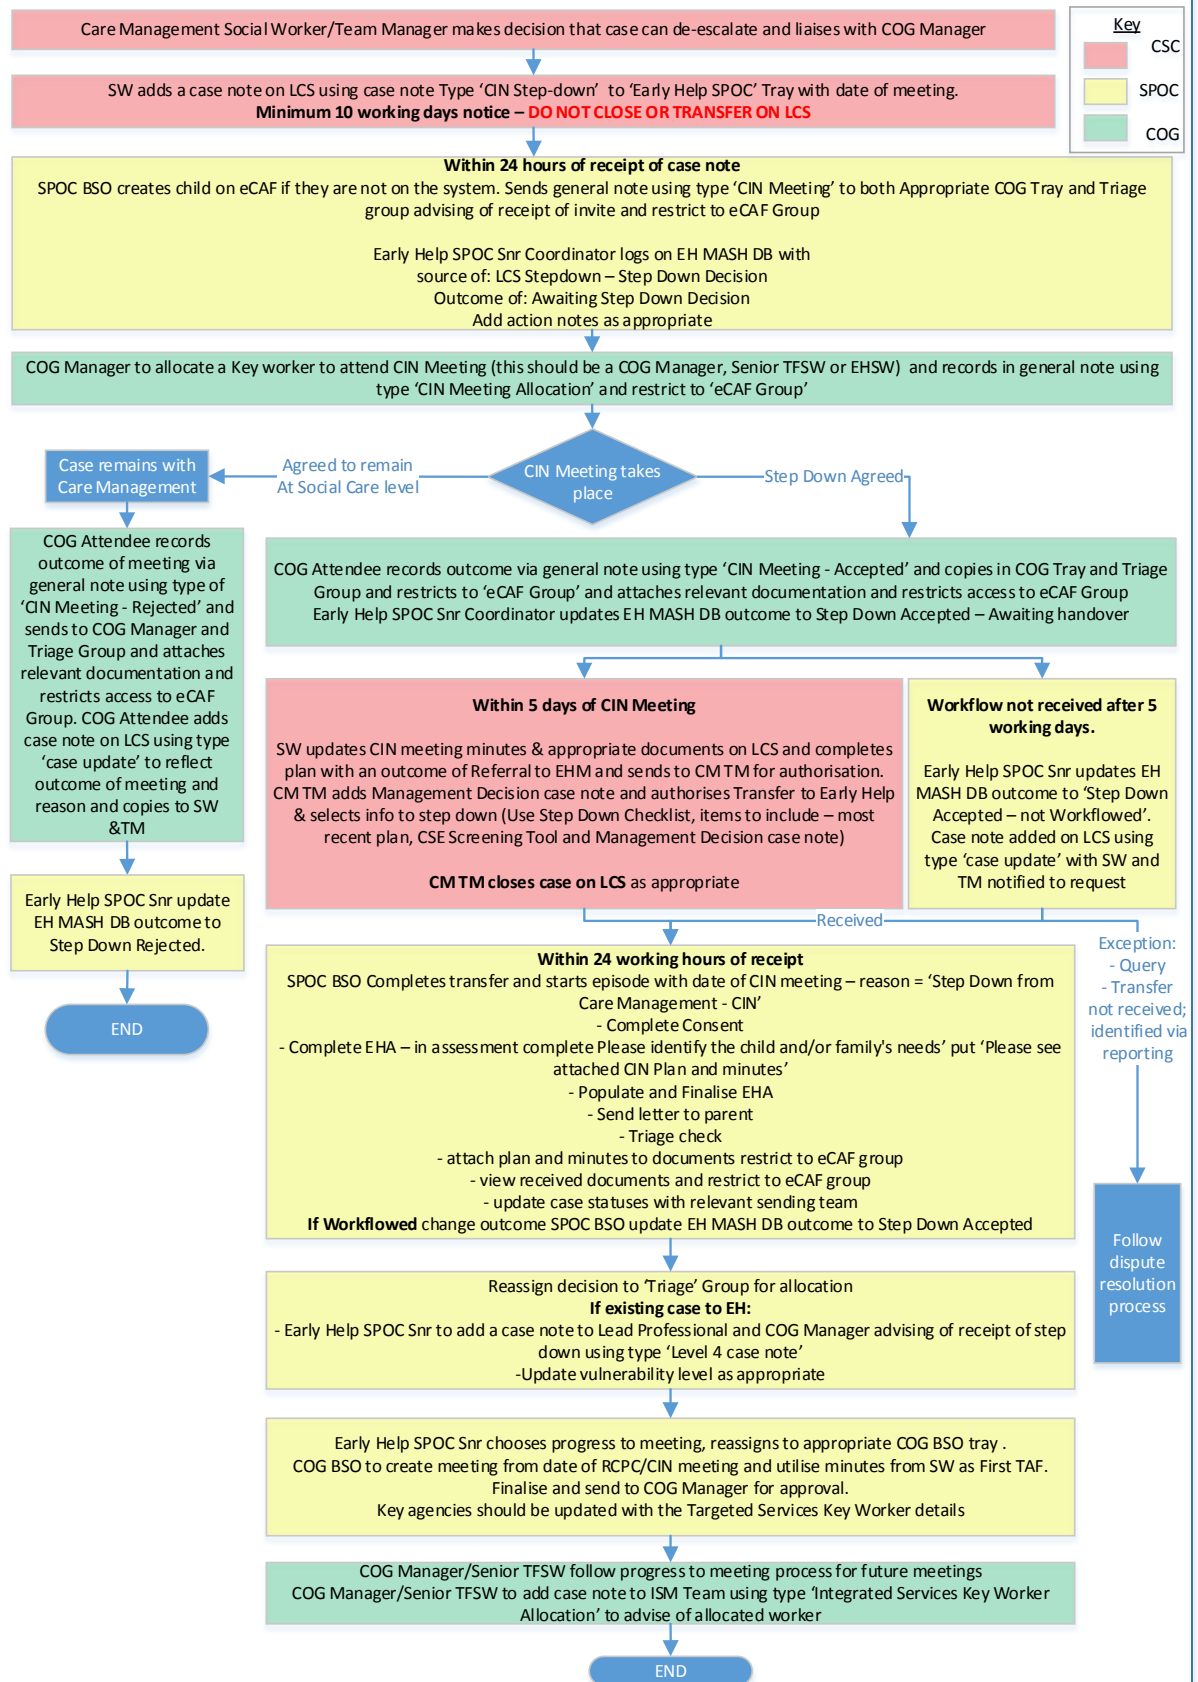 Care Management Social Worker/Team Manager makes decision that case can de-escalate and liaises with COG Manager
Key
CSC
SPOC
COG
SW adds a case note on LCS using case note Type ‘CIN Step-down’ to ‘Early Help SPOC’ Tray with date of meeting.
Minimum 10 working days notice – DO NOT CLOSE OR TRANSFER ON LCS
Within 24 hours of receipt of case note
SPOC BSO creates child on eCAF if they are not on the system. Sends general note using type ‘CIN Meeting’ to both Appropriate COG Tray and Triage
group advising of receipt of invite and restrict to eCAF Group
Early Help SPOC Snr Coordinator logs on EH MASH DB with
source of: LCS Stepdown – Step Down Decision
Outcome of: Awaiting Step Down Decision
Add action notes as appropriate
COG Manager to allocate a Key worker to attend CIN Meeting (this should be a COG Manager, Senior TFSW or EHSW) and records in general note using
type ‘CIN Meeting Allocation’ and restrict to ‘eCAF Group’
CIN Meeting takes
place
Agreed to remain
At Social Care level
Step Down Agreed
Case remains with
Care Management
COG Attendee records
outcome of meeting via
general note using type of
‘CIN Meeting - Rejected’ and
sends to COG Manager and
Triage Group and attaches
relevant documentation and
restricts access to eCAF
Group. COG Attendee adds
case note on LCS using type
‘case update’ to reflect
outcome of meeting and
reason and copies to SW
&TM
Early Help SPOC Snr update
EH MASH DB outcome to
Step Down Rejected.
END
COG Attendee records outcome via general note using type ‘CIN Meeting - Accepted’ and copies in COG Tray and Triage
Group and restricts to ‘eCAF Group’ and attaches relevant documentation and restricts access to eCAF Group
Early Help SPOC Snr Coordinator updates EH MASH DB outcome to Step Down Accepted – Awaiting handover
Within 5 days of CIN Meeting
SW updates CIN meeting minutes & appropriate documents on LCS and completes
plan with an outcome of Referral to EHM and sends to CM TM for authorisation.
CM TM adds Management Decision case note and authorises Transfer to Early Help
& selects info to step down (Use Step Down Checklist, items to include – most
recent plan, CSE Screening Tool and Management Decision case note)
CM TM closes case on LCS as appropriate
Workflow not received after 5
working days.
Early Help SPOC Snr updates EH
MASH DB outcome to ‘Step Down
Accepted – not Workflowed’.
Case note added on LCS using
type ‘case update’ with SW and
TM notified to request
Received
Exception:
- Query
- Transfer
not received;
identified via
reporting
Follow
dispute
resolution
process
Within 24 working hours of receipt
SPOC BSO Completes transfer and starts episode with date of CIN meeting – reason = ‘Step Down from
Care Management - CIN’
- Complete Consent
- Complete EHA – in assessment complete Please identify the child and/or family's needs’ put ‘Please see
attached CIN Plan and minutes’
- Populate and Finalise EHA
- Send letter to parent
- Triage check
- attach plan and minutes to documents restrict to eCAF group
- view received documents and restrict to eCAF group
- update case statuses with relevant sending team
If Workflowed change outcome SPOC BSO update EH MASH DB outcome to Step Down Accepted
Reassign decision to ‘Triage’ Group for allocation
If existing case to EH:
- Early Help SPOC Snr to add a case note to Lead Professional and COG Manager advising of receipt of step
down using type ‘Level 4 case note’
-Update vulnerability level as appropriate
Early Help SPOC Snr chooses progress to meeting, reassigns to appropriate COG BSO tray .
COG BSO to create meeting from date of RCPC/CIN meeting and utilise minutes from SW as First TAF.
Finalise and send to COG Manager for approval.
Key agencies should be updated with the Targeted Services Key Worker details
COG Manager/Senior TFSW follow progress to meeting process for future meetings
COG Manager/Senior TFSW to add case note to ISM Team using type ‘Integrated Services Key Worker
Allocation’ to advise of allocated worker
END